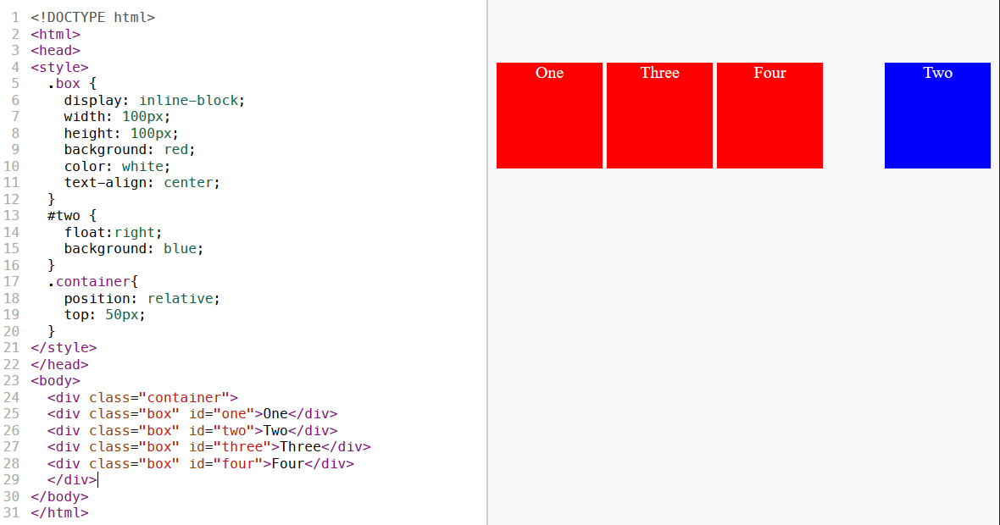 1 <!DOCTYPE html>
2 <html>
3 <head>
4 <style>
5 .box {
6 display: inline-block;
7 width: 100px;
8 height: 100px;
9 background: red;
10 color: white;
11 text-align: center;
12 }
13 #two {
14 float:right;
15 background: blue;
16 }
17 .container{
18 position: relative;
19 top: 50px;
20 }
21 </style>
22 </head>
23 <body>
24 <div class="container">
25 <div class="box" id="one">One</div>
26 <div class="box" id="two">Two</div>
27 <div class="box" id="three">Three</div>
28 <div class="box" id="four">Four</div>
29 </div>
30 </body>
31 </html>
One Three Four Two